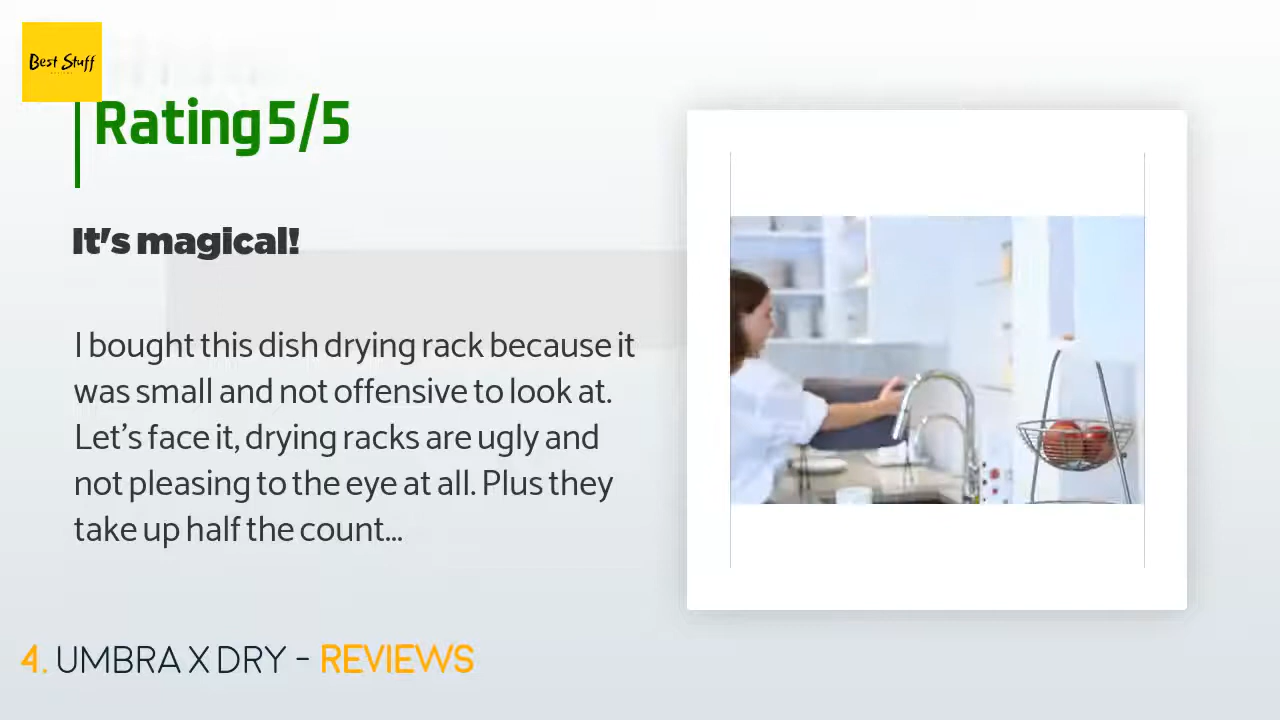 Best Stuff
Rating 5/5
It's magical!
I bought this dish drying rack because it
was small and not offensive to look at.
Let's face it, drying racks are ugly and
not pleasing to the eye at all. Plus they
take up half the count...
4. UMBRA X DRY - REVIEWS